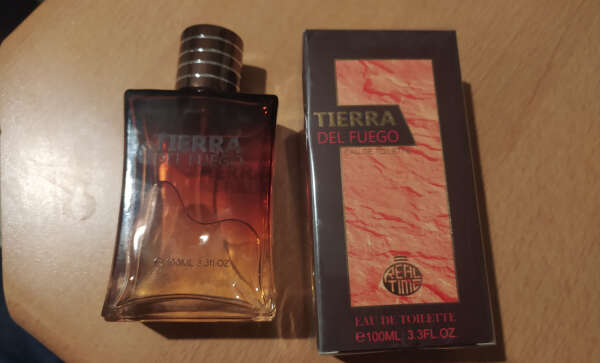 TIERRA
DEL FUEGO
℮100ML 3.3fl.OZ
TIERRA
DEL FUEGO
EAU DE TOILETTE
REAL
TIME
EAU DE TOILETTE
℮100ML 3.3FL.OZ